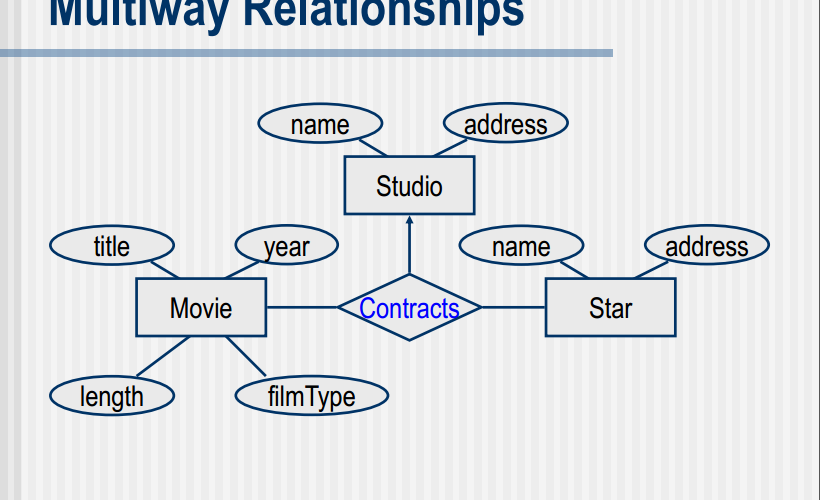 Multiway Relationships
name
address
Studio
title
year
name
address
Movie
Contracts
Star
length
filmType